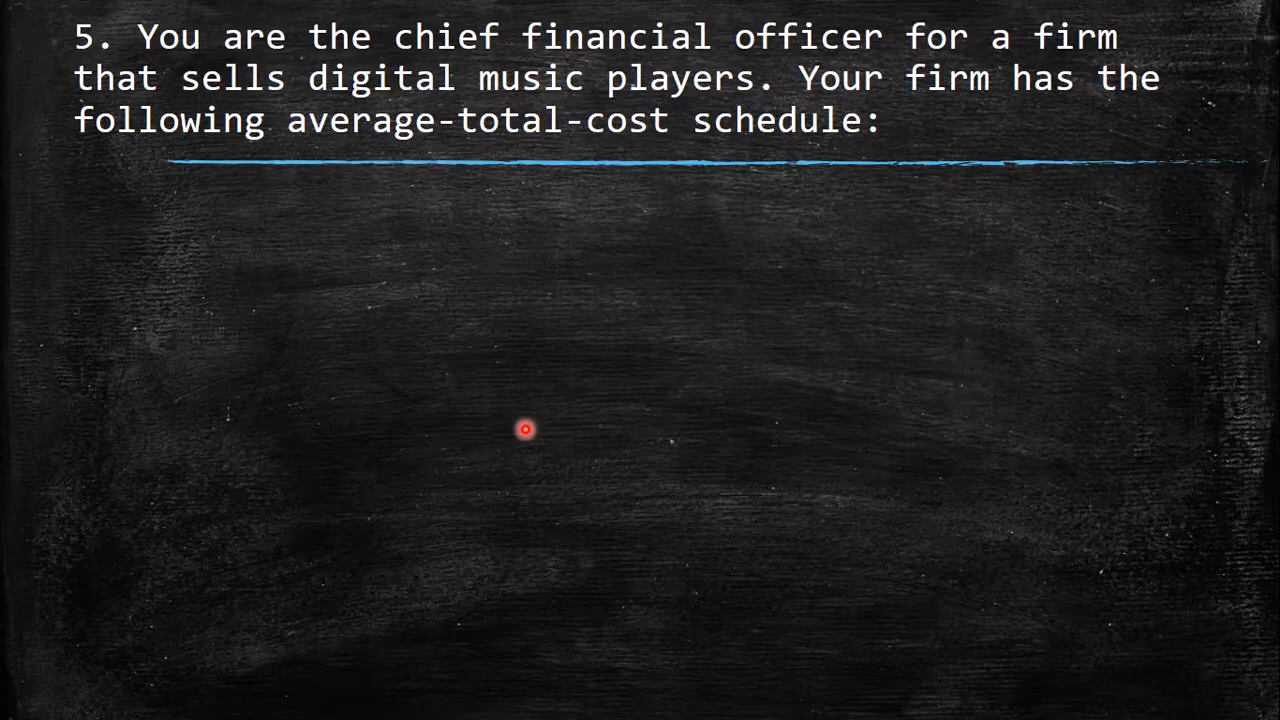 5. You are the chief financial officer for a firm
that sells digital music players. Your firm has the
following average-total-cost schedule: